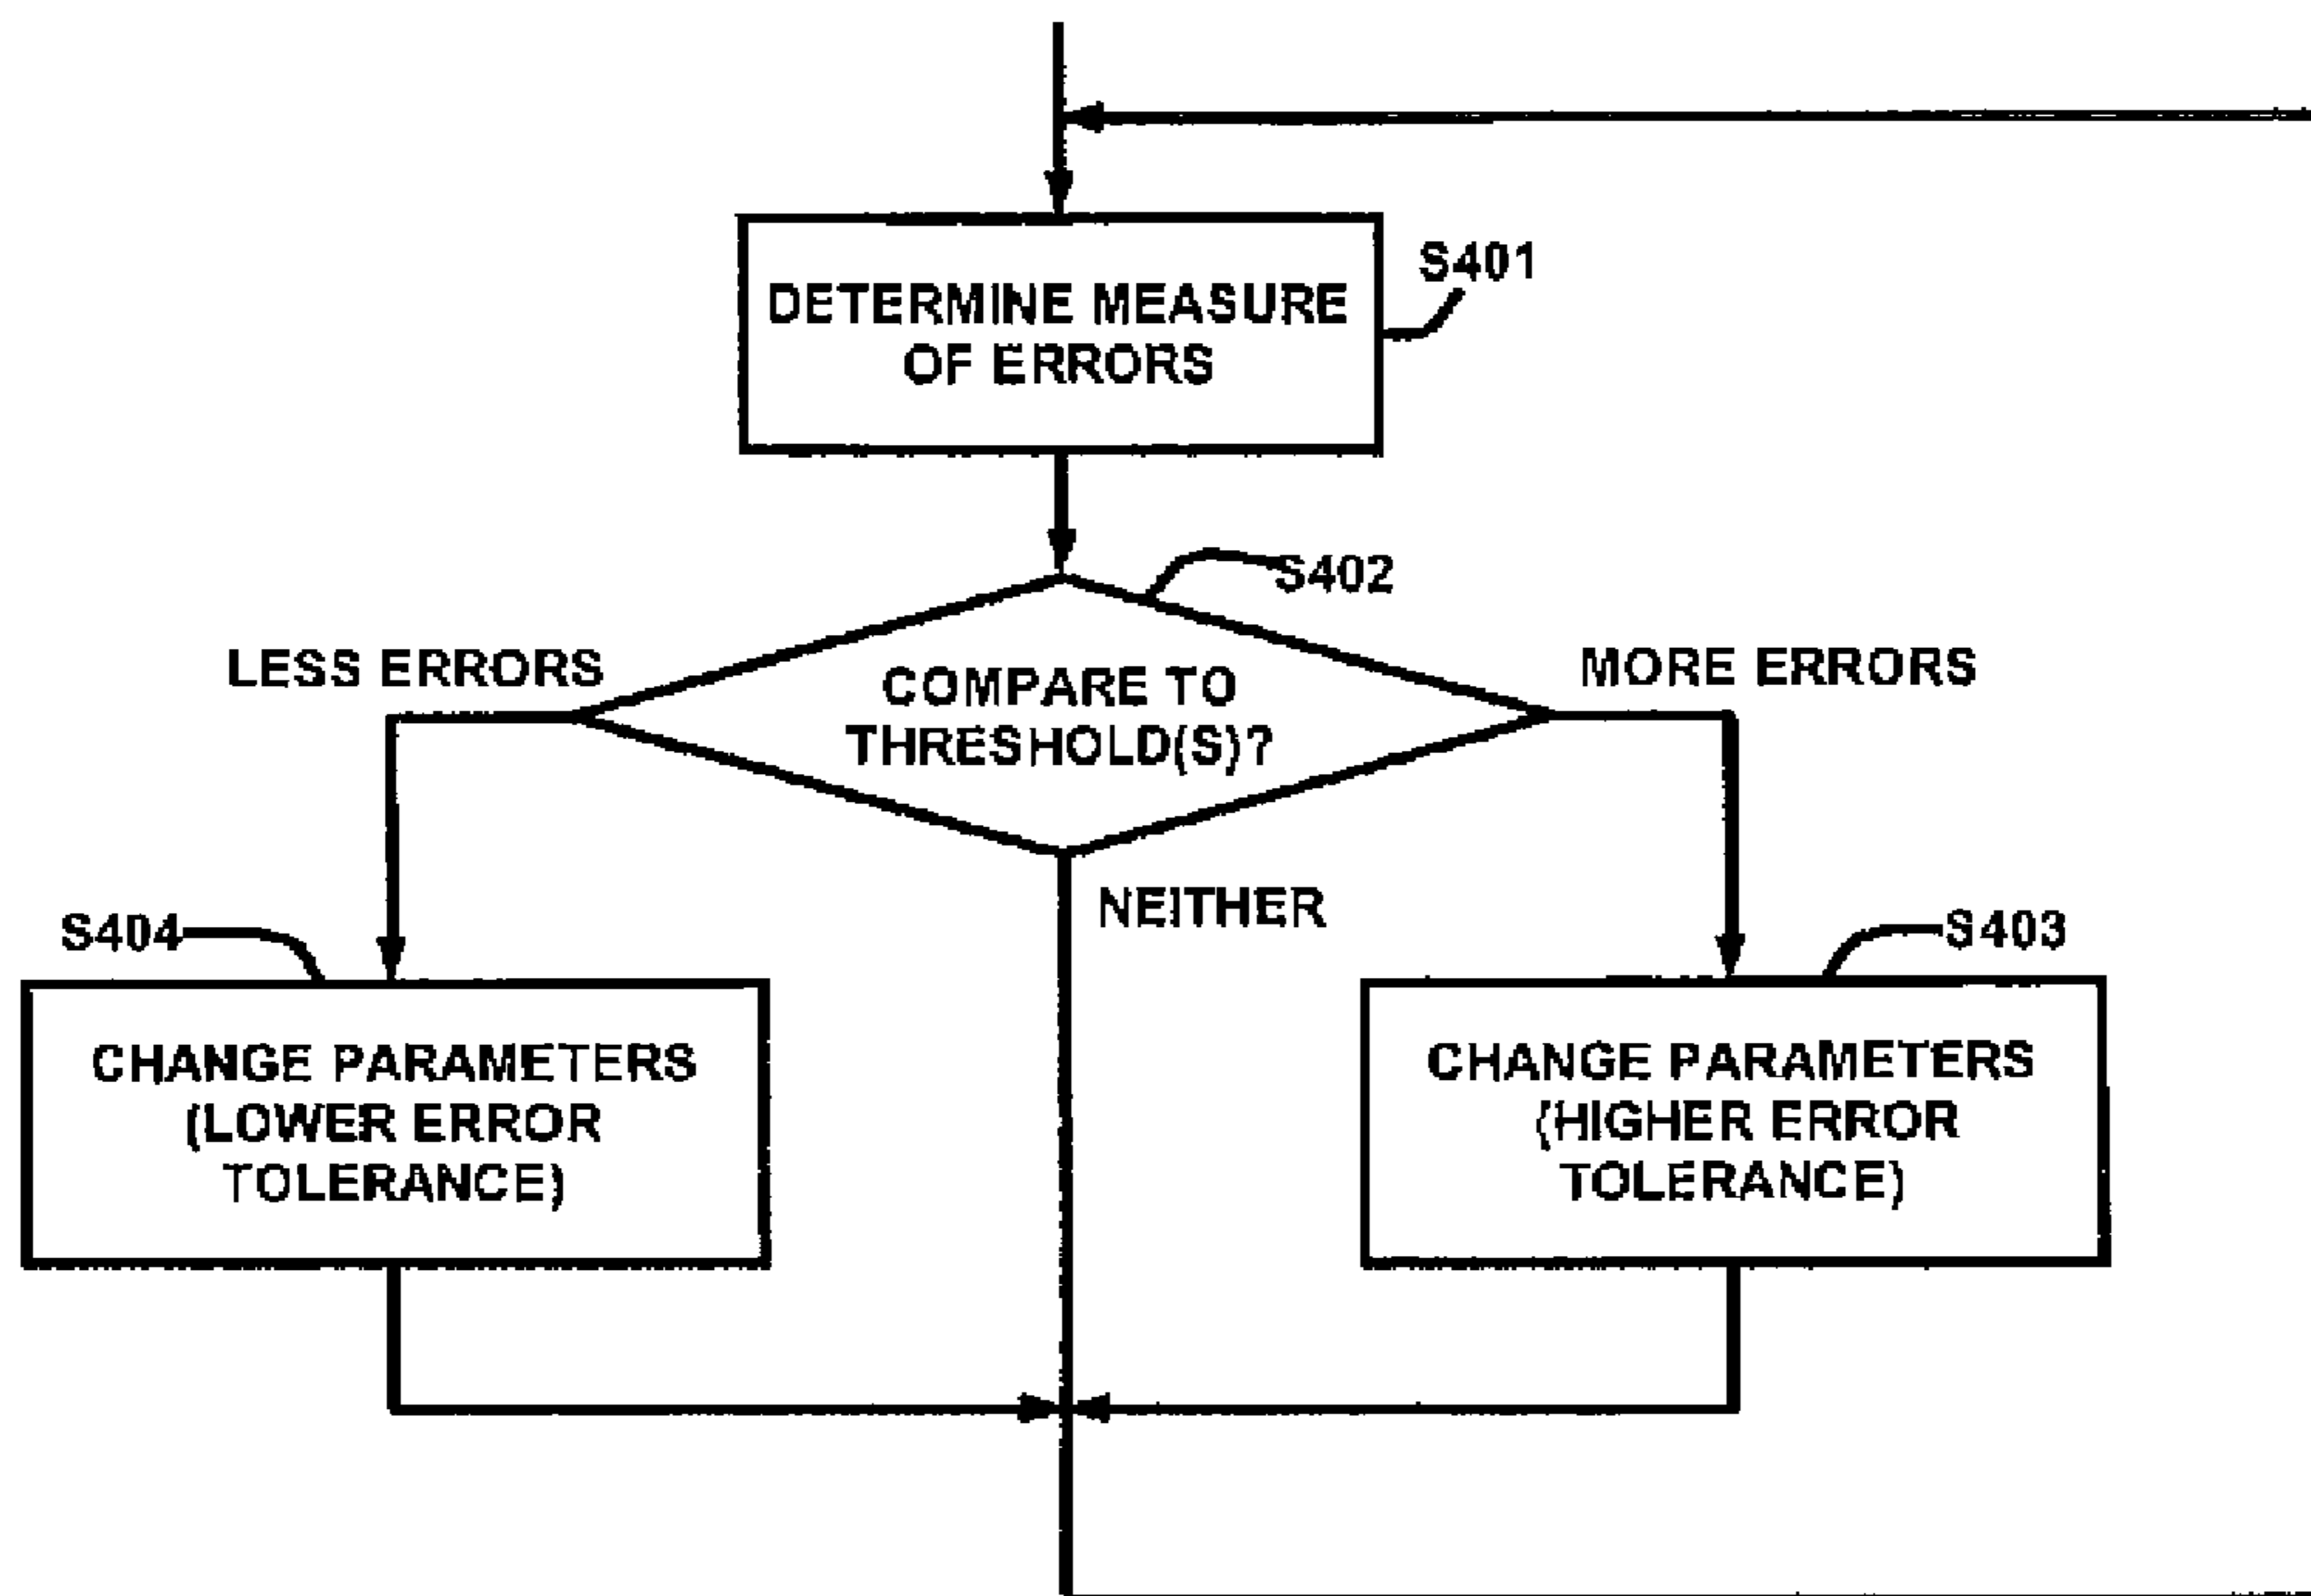 S401
DETERMINE MEASURE
OF ERRORS
S402
LESS ERRORS
MORE ERRORS
COMPARE TO
THRESHOLD(S)?
NEITHER
S404
S403
CHANGE PARAMETERS
(LOWER ERROR
TOLERANCE)
CHANGE PARAMETERS
(HIGHER ERROR
TOLERANCE)